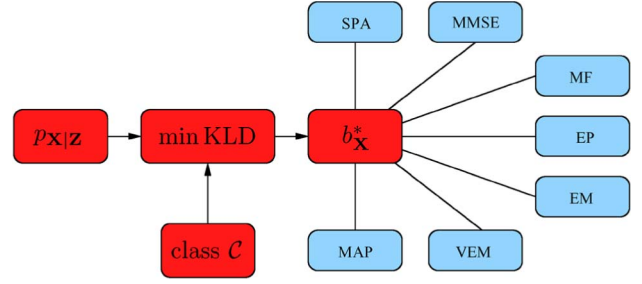 SPA
MMSE
MF
p_{X|Z}
min KLD
b*_X
EP
EM
class C
MAP
VEM